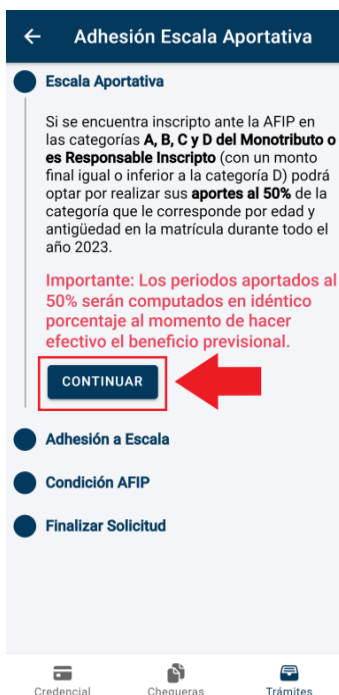 Adhesión Escala Aportativa
Escala Aportativa
Si se encuentra inscripto ante la AFIP en
las categorías A, B, C y D del Monotributo o
es Responsable Inscripto (con un monto
final igual o inferior a la categoría D) podrá
optar por realizar sus aportes al 50% de la
categoría que le corresponde por edad y
antigüedad en la matrícula durante todo el
año 2023.
Importante: Los periodos aportados al
50% serán computados en idéntico
porcentaje al momento de hacer
efectivo el beneficio previsional.
CONTINUAR
Adhesión a Escala
Condición AFIP
Finalizar Solicitud
Credencial Chequeras Trámites